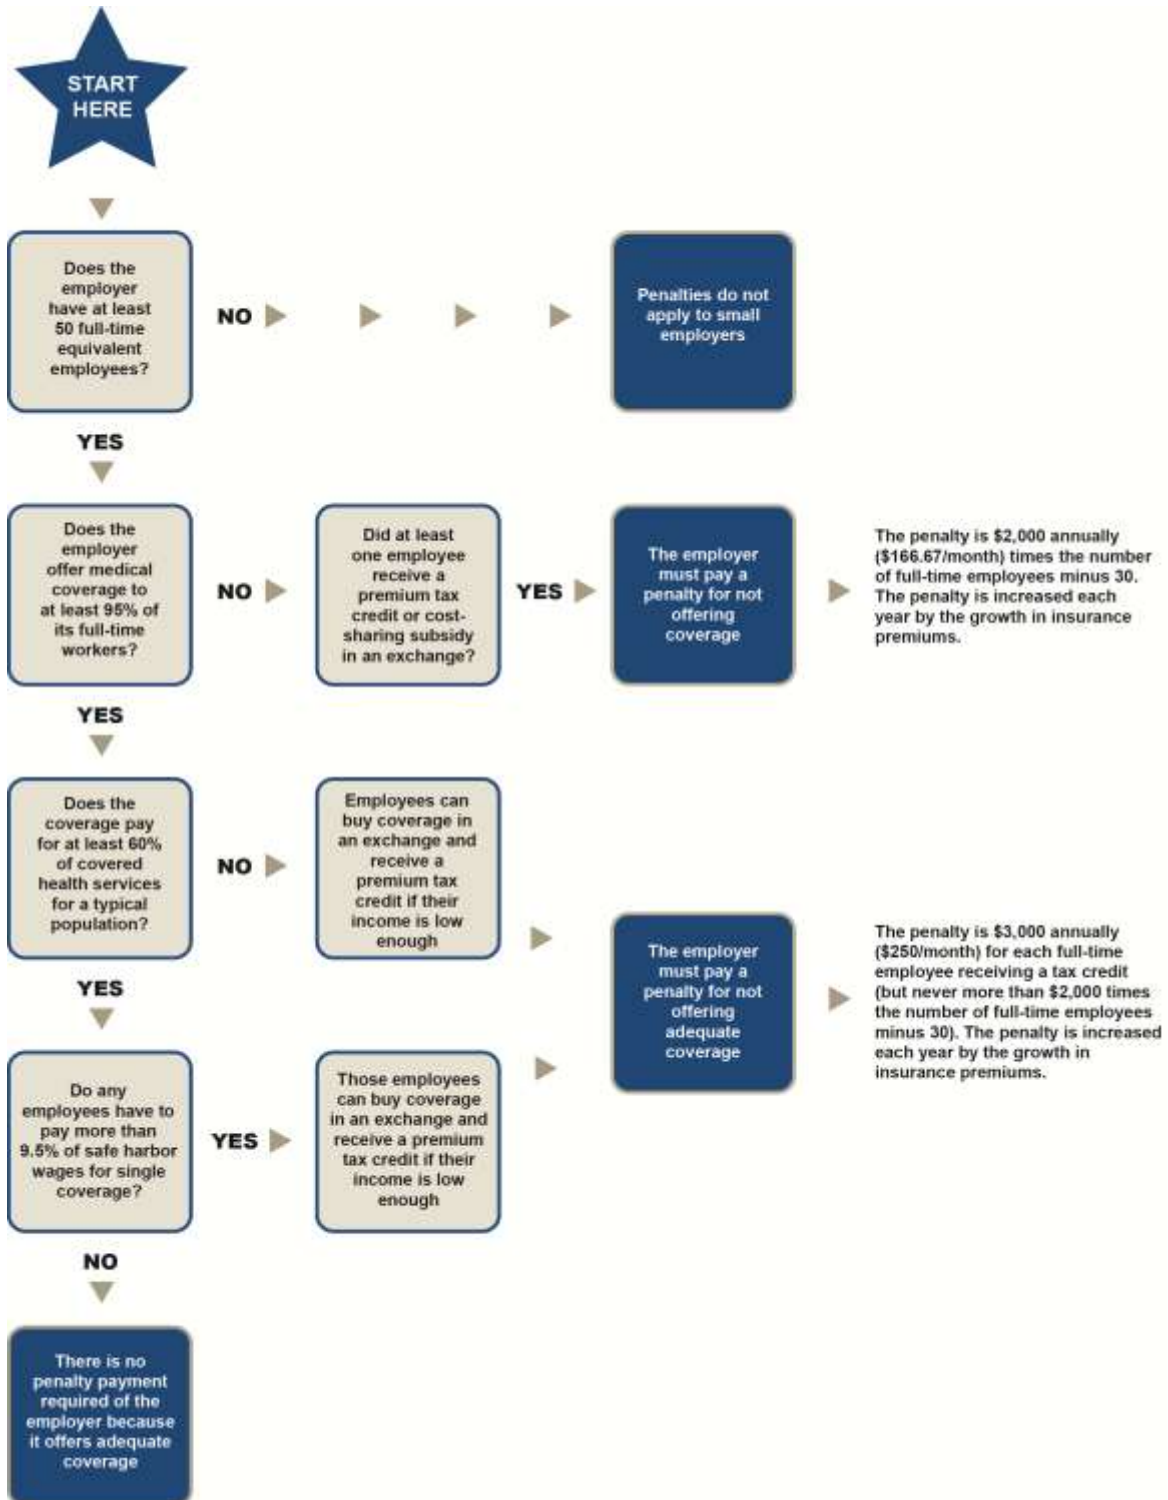 START
HERE
Does the
employer
have at least
50 full-time
equivalent
employees?
NO
Penalties do not
apply to small
employers
YES
Does the
employer
offer medical
coverage to
at least 95% of
its full-time
workers?
NO
Did at least
one employee
receive a
premium tax
credit or cost-
sharing subsidy
in an exchange?
YES
The employer
must pay a
penalty for not
offering
coverage
The penalty is $2,000 annually
($166.67/month) times the number
of full-time employees minus 30.
The penalty is increased each
year by the growth in insurance
premiums.
YES
Does the
coverage pay
for at least 60%
of covered
health services
for a typical
population?
NO
Employees can
buy coverage in
an exchange and
receive a
premium tax
credit if their
income is low
enough
The employer
must pay a
penalty for not
offering
adequate
coverage
The penalty is $3,000 annually
($250/month) for each full-time
employee receiving a tax credit
(but never more than $2,000 times
the number of full-time employees
minus 30). The penalty is increased
each year by the growth in
insurance premiums.
YES
Do any
employees have to
pay more than
9.5% of safe harbor
wages for single
coverage?
YES
Those employees
can buy coverage
in an exchange and
receive a premium
tax credit if their
income is low
enough
NO
There is no
penalty payment
required of the
employer because
it offers adequate
coverage